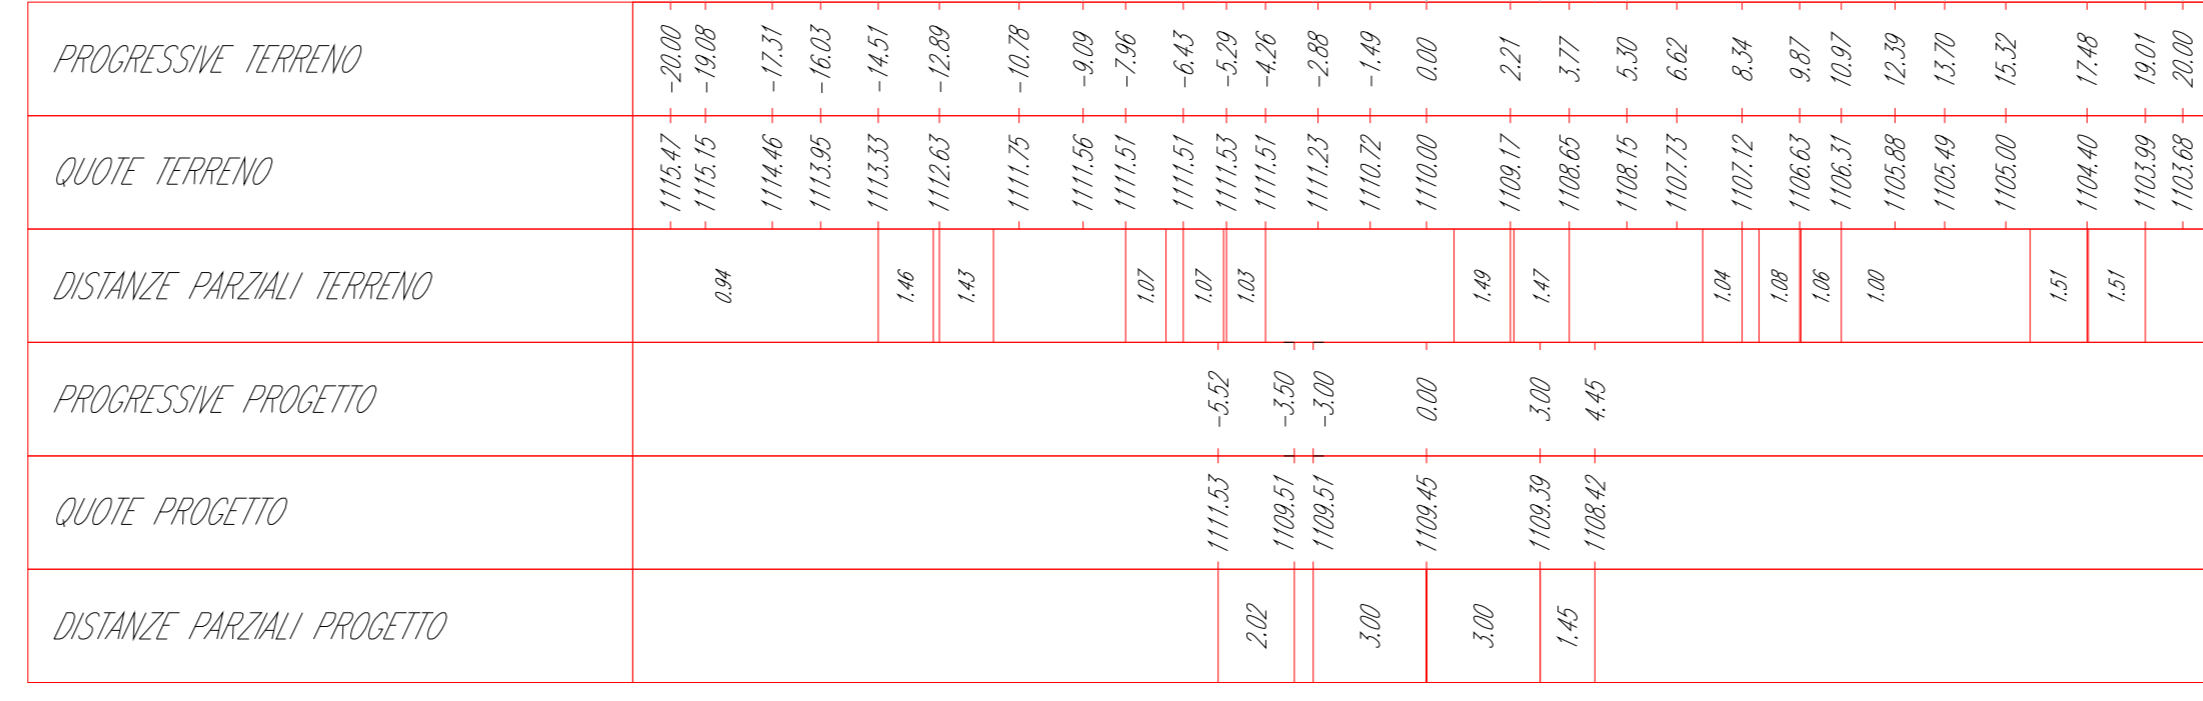 PROGRESSIVE TERRENO -20.00 -19.08 -17.31 -16.03 -14.51 -12.89 -10.78 -9.09 -7.96 -6.43 -5.29 -4.26 -2.88 -1.49 0.00 2.21 3.77 5.30 6.62 8.34 9.87 10.97 12.39 13.70 15.32 17.48 19.01 20.00
QUOTE TERRENO 1115.47 1115.15 1114.46 1113.95 1113.33 1112.63 1111.75 1111.56 1111.51 1111.51 1111.53 1111.51 1111.23 1110.72 1110.00 1109.17 1108.65 1108.15 1107.73 1107.12 1106.63 1106.31 1105.88 1105.49 1105.00 1104.40 1103.99 1103.68
DISTANZE PARZIALI TERRENO 0.94 1.46 1.43 1.07 1.07 1.03 1.49 1.47 1.04 1.08 1.06 1.00 1.51 1.51
PROGRESSIVE PROGETTO -5.52 -3.50 -3.00 0.00 3.00 4.45
QUOTE PROGETTO 1111.53 1109.51 1109.51 1109.45 1109.39 1108.42
DISTANZE PARZIALI PROGETTO 2.02 3.00 3.00 1.45